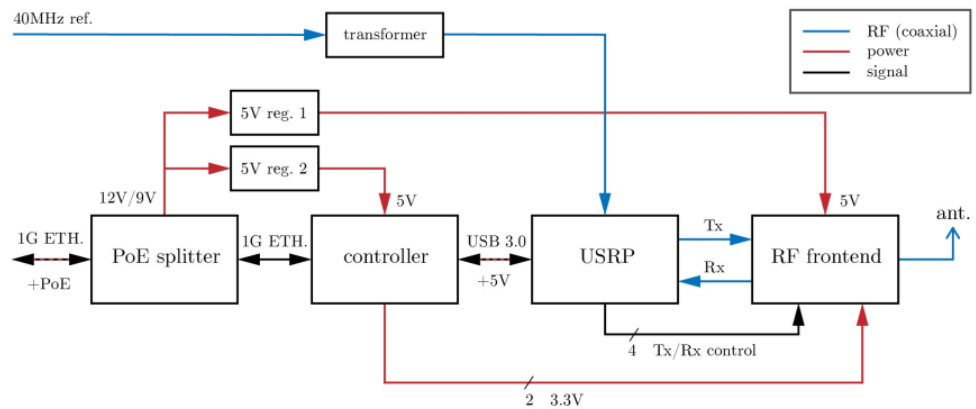 40MHz ref.
transformer
RF (coaxial)
power
signal
5V reg. 1
5V reg. 2
12V/9V
5V
5V
ant.
1G ETH.
+PoE
PoE splitter
1G ETH.
controller
USB 3.0
+5V
USRP
Tx
Rx
RF frontend
4 Tx/Rx control
2 3.3V